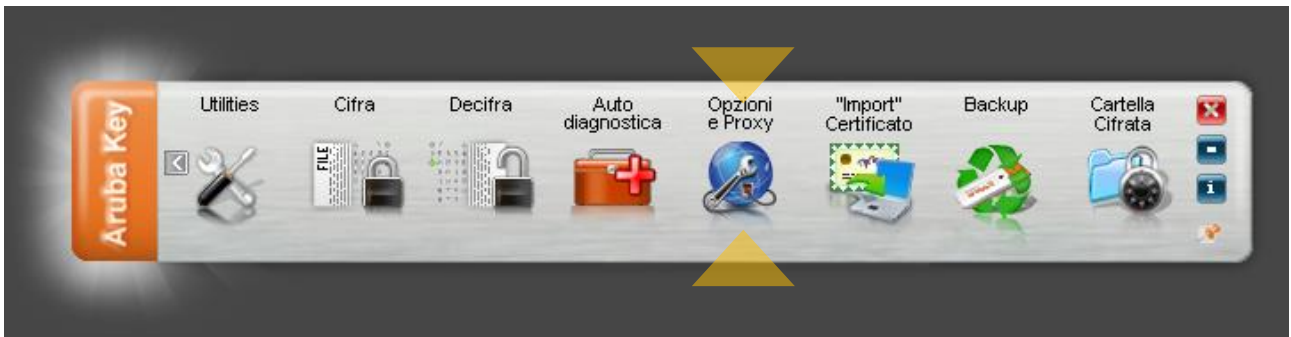 Aruba Key
Utilities
Cifra
Decifra
Auto
diagnostica
Opzioni
e Proxy
"Import"
Certificato
Backup
Cartella
Cifrata
FILE